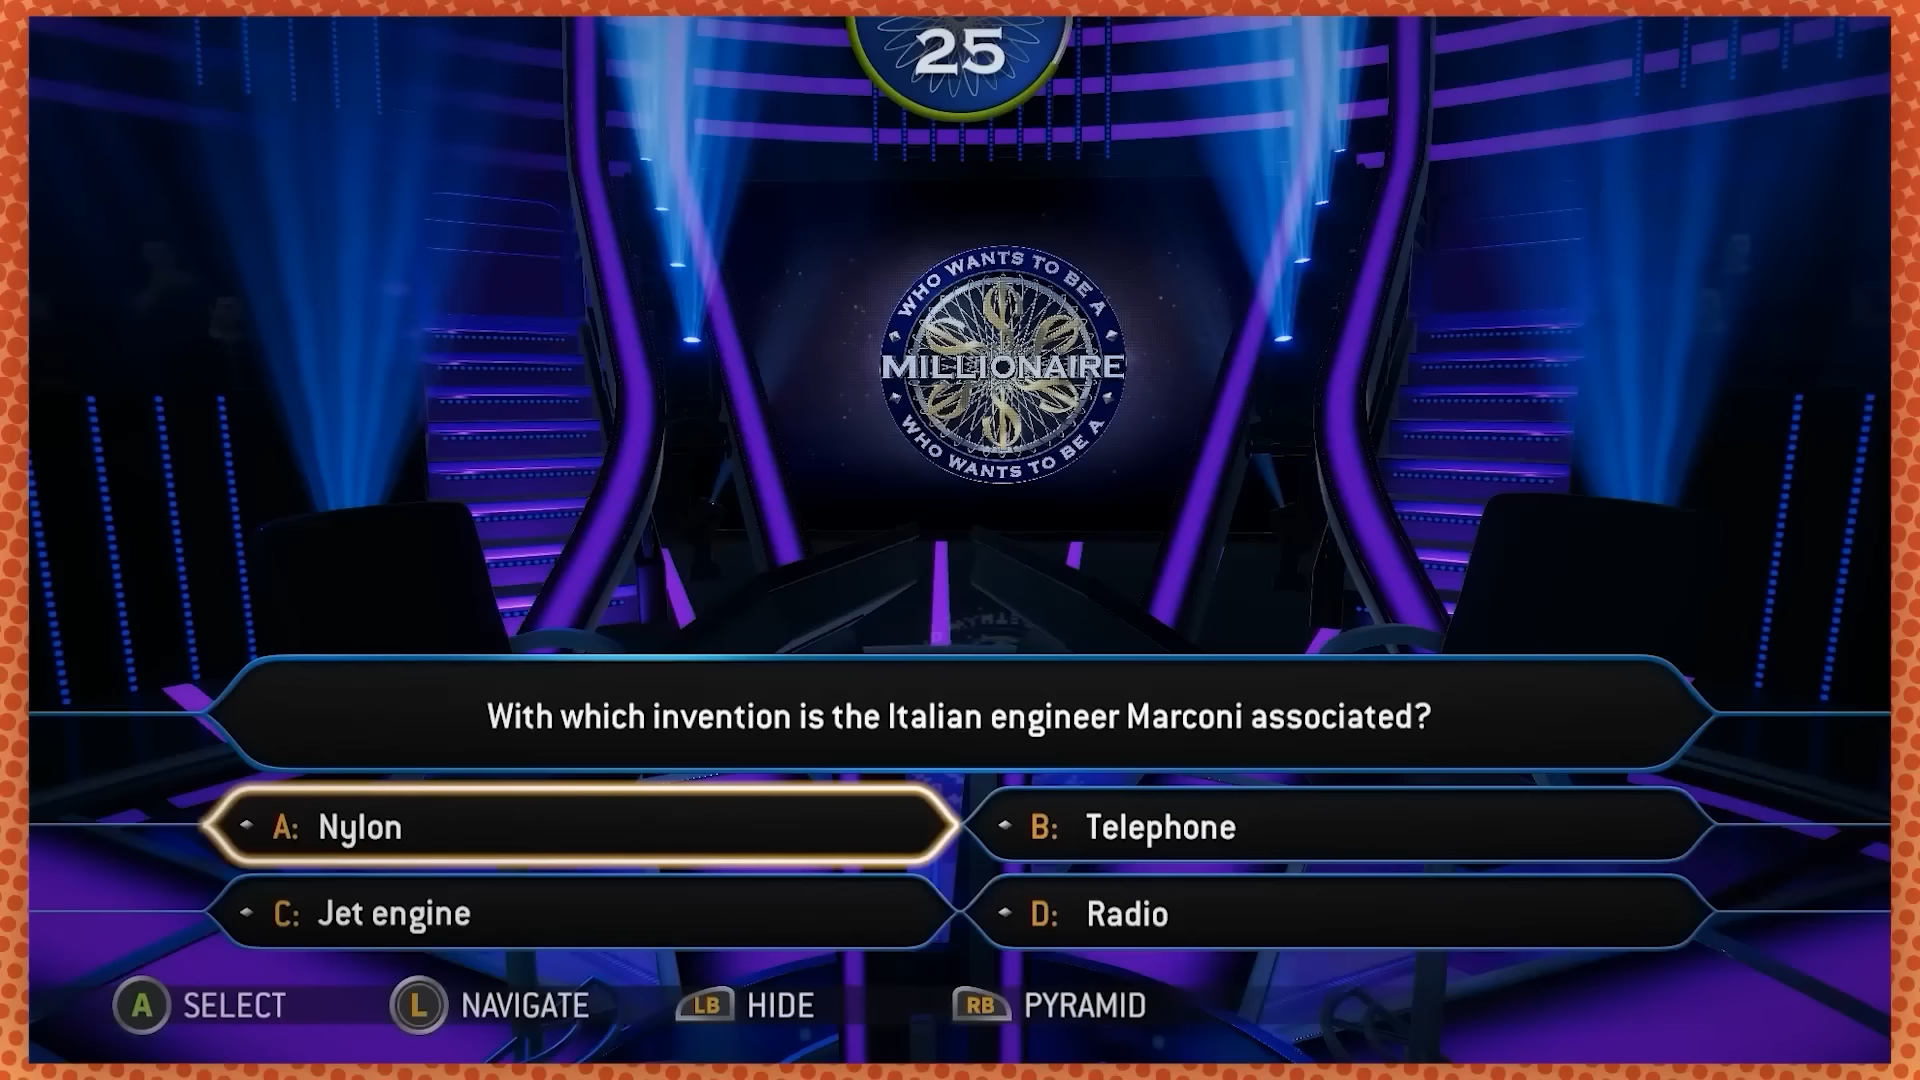 25
WHO WANTS TO BE A
MILLIONAIRE
WHO WANTS TO BE A
With which invention is the Italian engineer Marconi associated?
A: Nylon
B: Telephone
C: Jet engine
D: Radio
A SELECT
L NAVIGATE
LB HIDE
RB PYRAMID